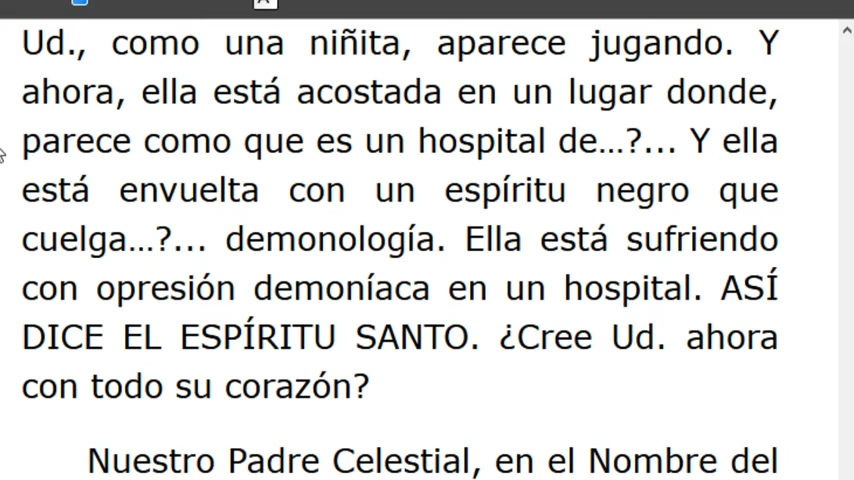 Ud., como una niñita, aparece jugando. Y
ahora, ella está acostada en un lugar donde,
parece como que es un hospital de...?... Y ella
está envuelta con un espíritu negro que
cuelga...?... demonología. Ella está sufriendo
con opresión demoníaca en un hospital. ASÍ
DICE EL ESPÍRITU SANTO. ¿Cree Ud. ahora
con todo su corazón?
Nuestro Padre Celestial, en el Nombre del